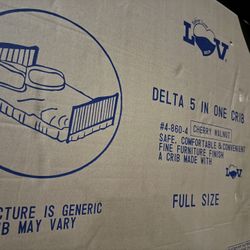 LOV.
DELTA 5 IN ONE CRIB
#4-860-4 CHERRY WALNUT
SAFE, COMFORTABLE & CONVENIENT
FINE FURNITURE FINISH
A CRIB MADE WITH
LOV.
FULL SIZE
CTURE IS GENERIC
B MAY VARY